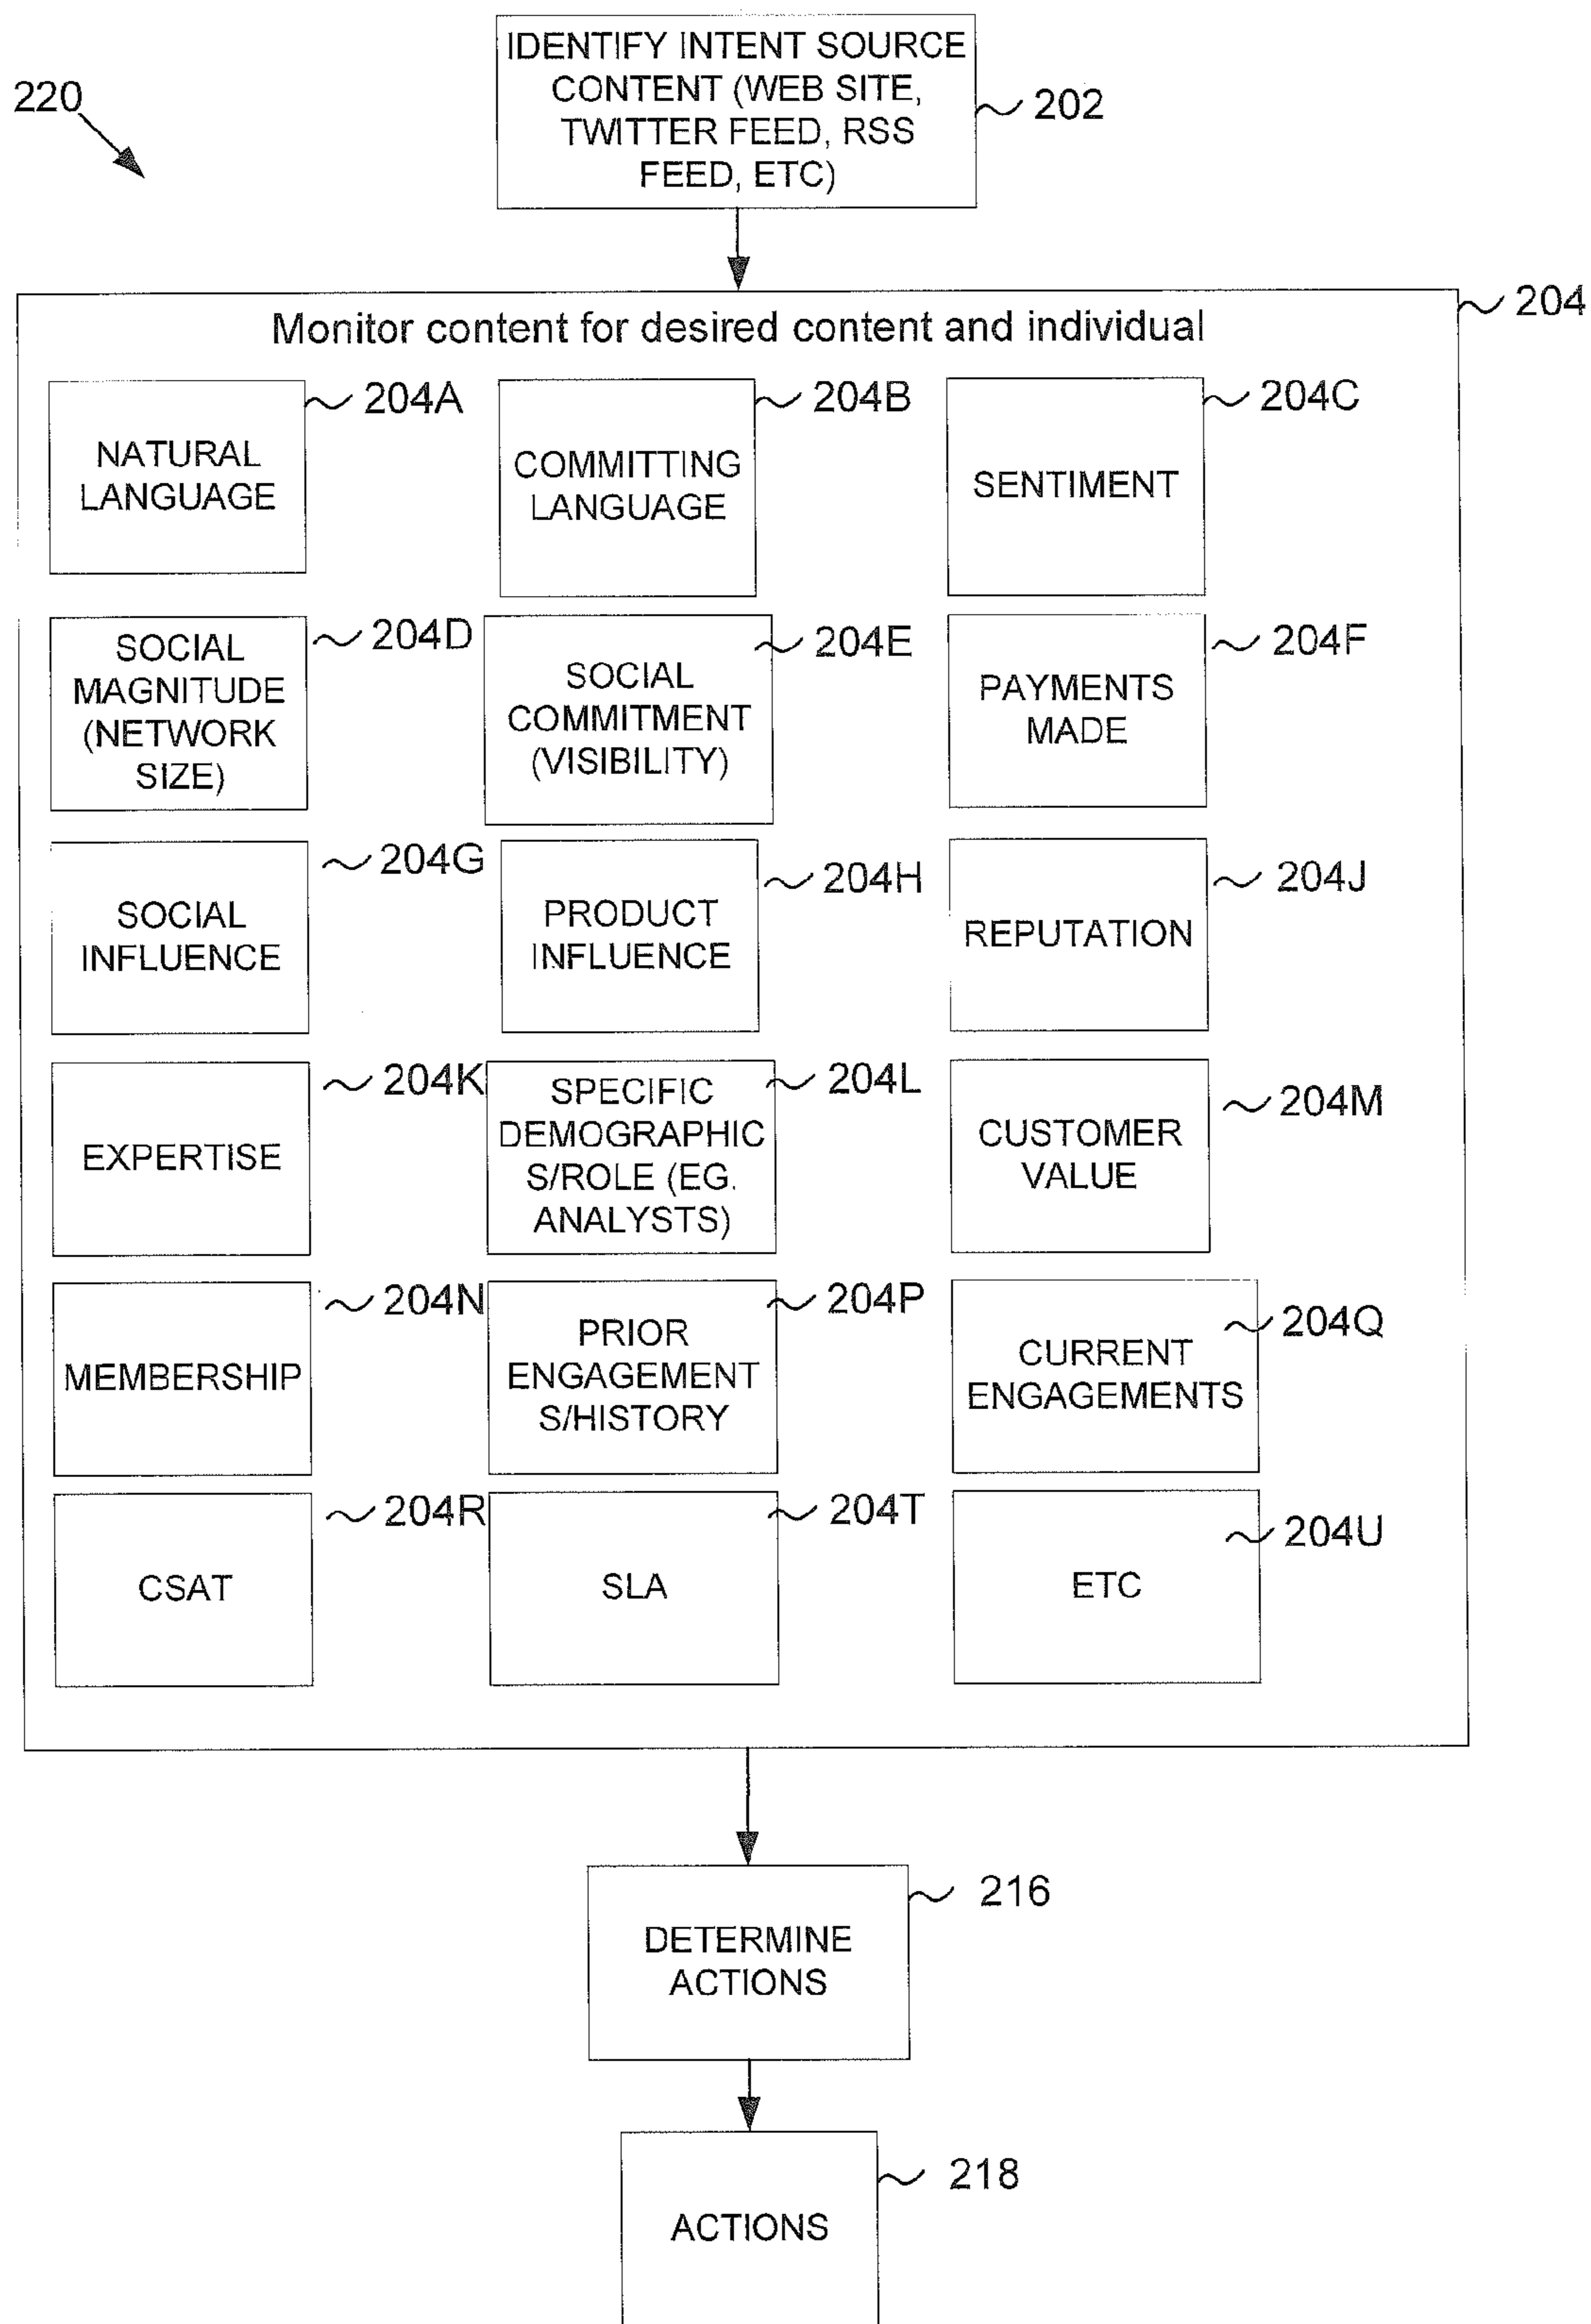 220
IDENTIFY INTENT SOURCE
CONTENT (WEB SITE,
TWITTER FEED, RSS
FEED, ETC)
202
204
Monitor content for desired content and individual
204A
NATURAL
LANGUAGE
204B
COMMITTING
LANGUAGE
204C
SENTIMENT
204D
SOCIAL
MAGNITUDE
(NETWORK
SIZE)
204E
SOCIAL
COMMITMENT
(VISIBILITY)
204F
PAYMENTS
MADE
204G
SOCIAL
INFLUENCE
204H
PRODUCT
INFLUENCE
204J
REPUTATION
204K
EXPERTISE
204L
SPECIFIC
DEMOGRAPHIC
S/ROLE (EG.
ANALYSTS)
204M
CUSTOMER
VALUE
204N
MEMBERSHIP
204P
PRIOR
ENGAGEMENT
S/HISTORY
204Q
CURRENT
ENGAGEMENTS
204R
CSAT
204T
SLA
204U
ETC
216
DETERMINE
ACTIONS
218
ACTIONS